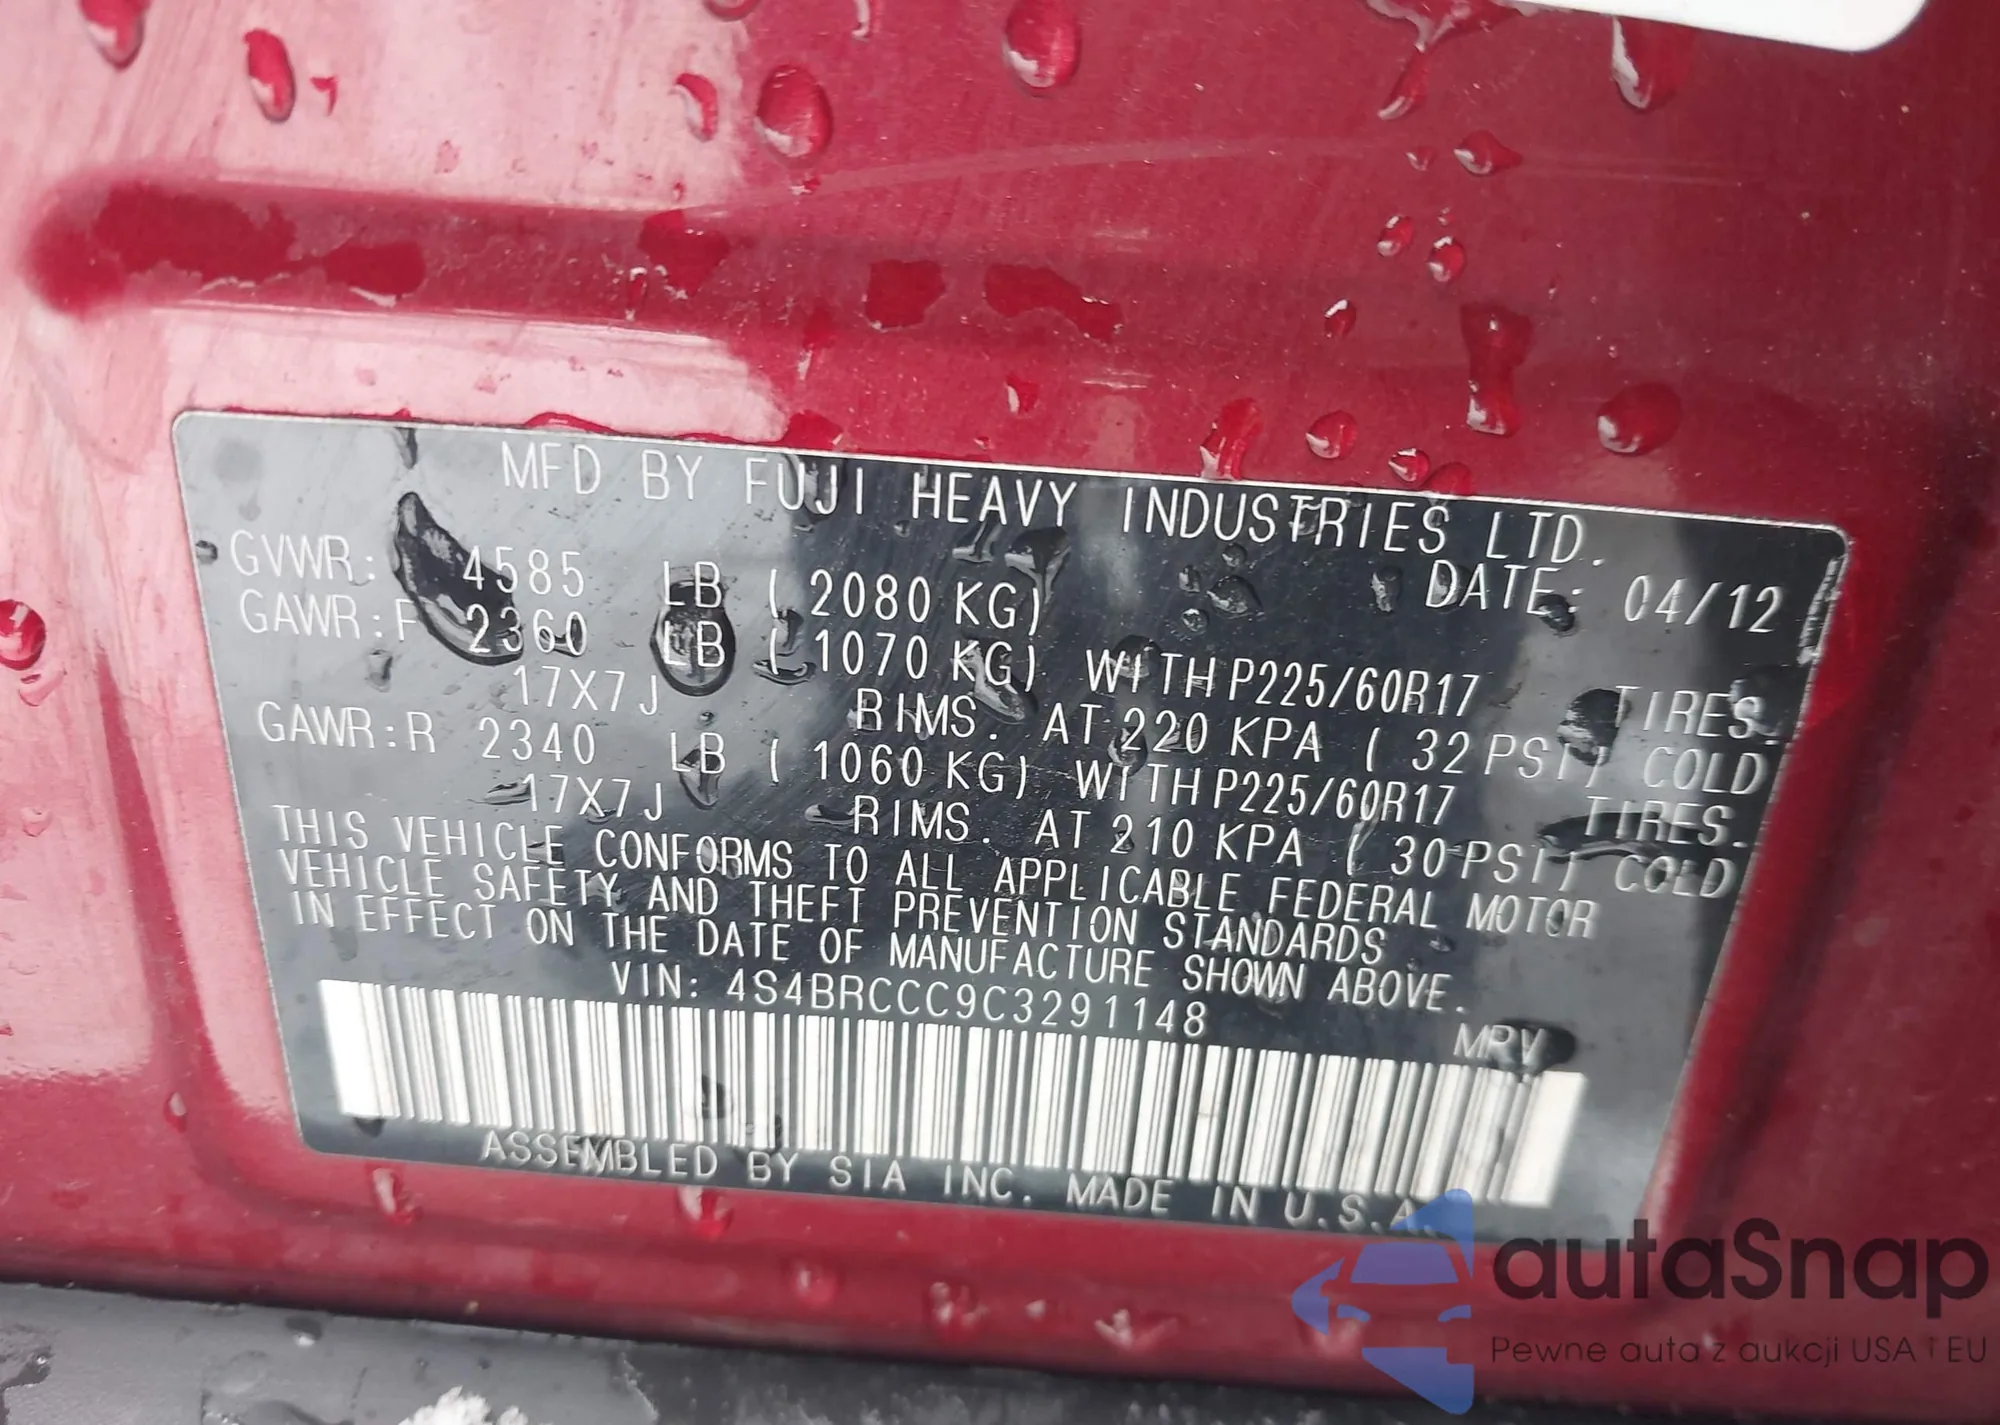 MFD BY FUJI HEAVY INDUSTRIES LTD.
GVWR: 4585 LB ( 2080 KG) DATE: 04/12
GAWR:F 2360 LB ( 1070 KG) WITH P225/60R17 TIRES.
17X7J RIMS. AT 220 KPA ( 32 PSI) COLD
GAWR:R 2340 LB ( 1060 KG) WITH P225/60R17 TIRES.
17X7J RIMS. AT 210 KPA ( 30 PSI) COLD
THIS VEHICLE CONFORMS TO ALL APPLICABLE FEDERAL MOTOR
VEHICLE SAFETY AND THEFT PREVENTION STANDARDS
IN EFFECT ON THE DATE OF MANUFACTURE SHOWN ABOVE.
VIN: 4S4BRCCC9C3291148 MPV
ASSEMBLED BY SIA INC. MADE IN U.S.A.
autaSnap
Pewne auta z aukcji USA i EU